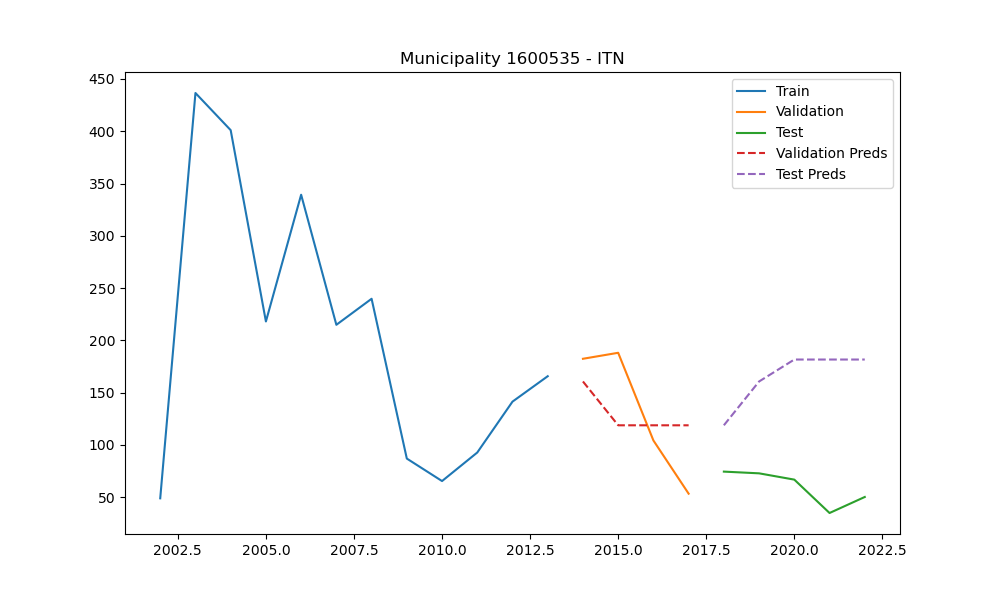 Municipality 1600535 - ITN
450
400
350
300
250
200
150
100
50
Train
Validation
Test
Validation Preds
Test Preds
2002.5 2005.0 2007.5 2010.0 2012.5 2015.0 2017.5 2020.0 2022.5